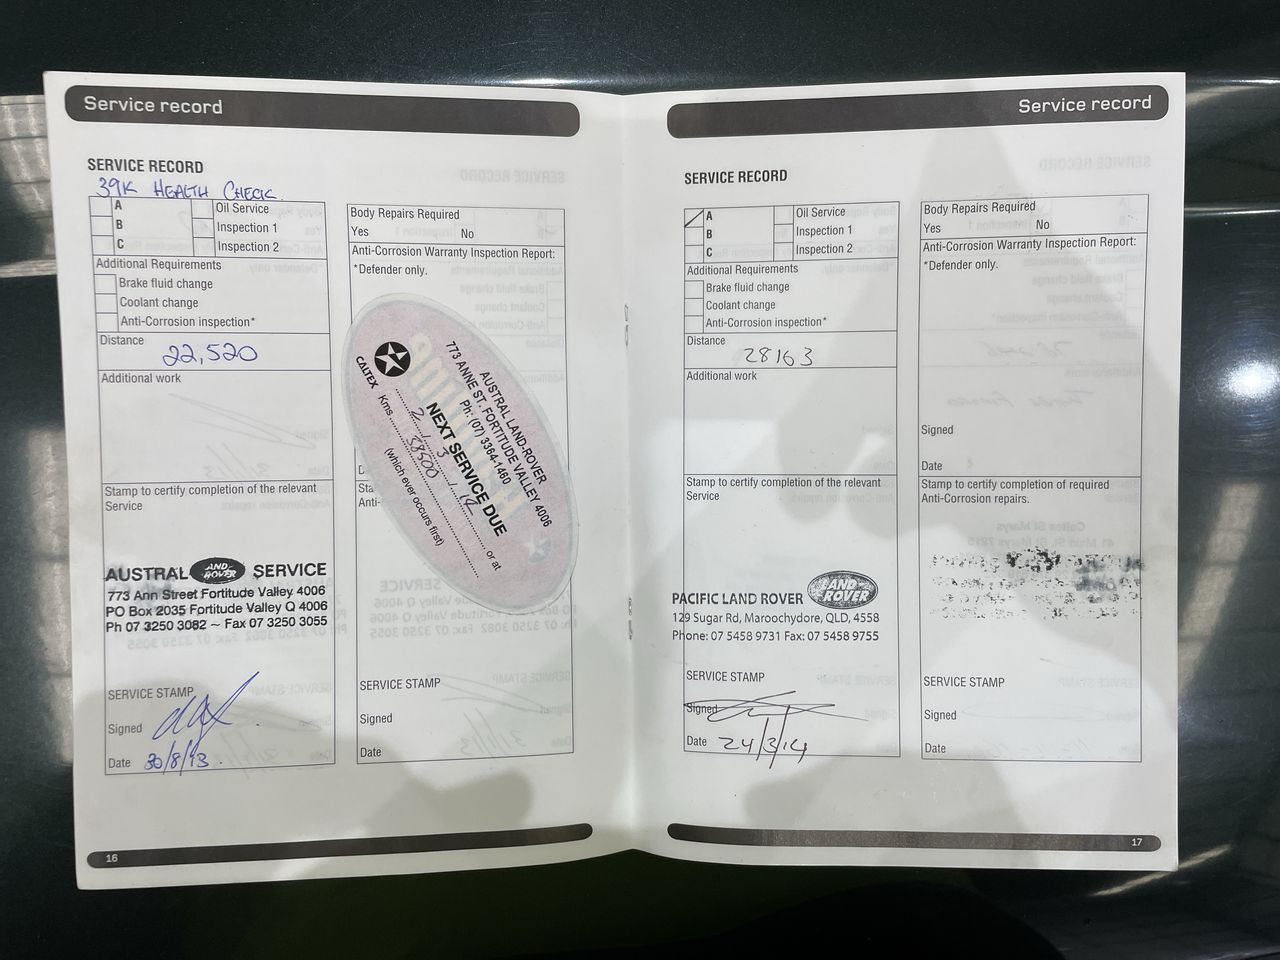 Service record
SERVICE RECORD
39K HEALTH CHECK
A
B
C
Oil Service
Inspection 1
Inspection 2
Additional Requirements
Brake fluid change
Coolant change
Anti-Corrosion inspection*
Distance
22,520
Additional work
Stamp to certify completion of the relevant
Service
AUSTRAL LAND ROVER SERVICE
773 Ann Street Fortitude Valley 4006
PO Box 2035 Fortitude Valley Q 4006
Ph 07 3250 3082 ~ Fax 07 3250 3055
SERVICE STAMP
Signed
Date 30/8/13
Body Repairs Required
Yes No
Anti-Corrosion Warranty Inspection Report:
*Defender only.
CALTEX
AUSTRAL LAND-ROVER
773 ANNE ST. FORTITUDE VALLEY 4006
Ph: (07) 3364-1460
NEXT SERVICE DUE
or at
Kms 38500
(which ever occurs first)
D
Sta
Anti-
SERVICE STAMP
Signed
Date
16
Service record
SERVICE RECORD
A
B
C
Oil Service
Inspection 1
Inspection 2
Additional Requirements
Brake fluid change
Coolant change
Anti-Corrosion inspection*
Distance
28163
Additional work
Stamp to certify completion of the relevant
Service
PACIFIC LAND ROVER LAND ROVER
129 Sugar Rd, Maroochydore, QLD, 4558
Phone: 07 5458 9731 Fax: 07 5458 9755
SERVICE STAMP
Signed
Date 24/3/14
Body Repairs Required
Yes No
Anti-Corrosion Warranty Inspection Report:
*Defender only.
Signed
Date
Stamp to certify completion of required
Anti-Corrosion repairs.
SERVICE STAMP
Signed
Date
17